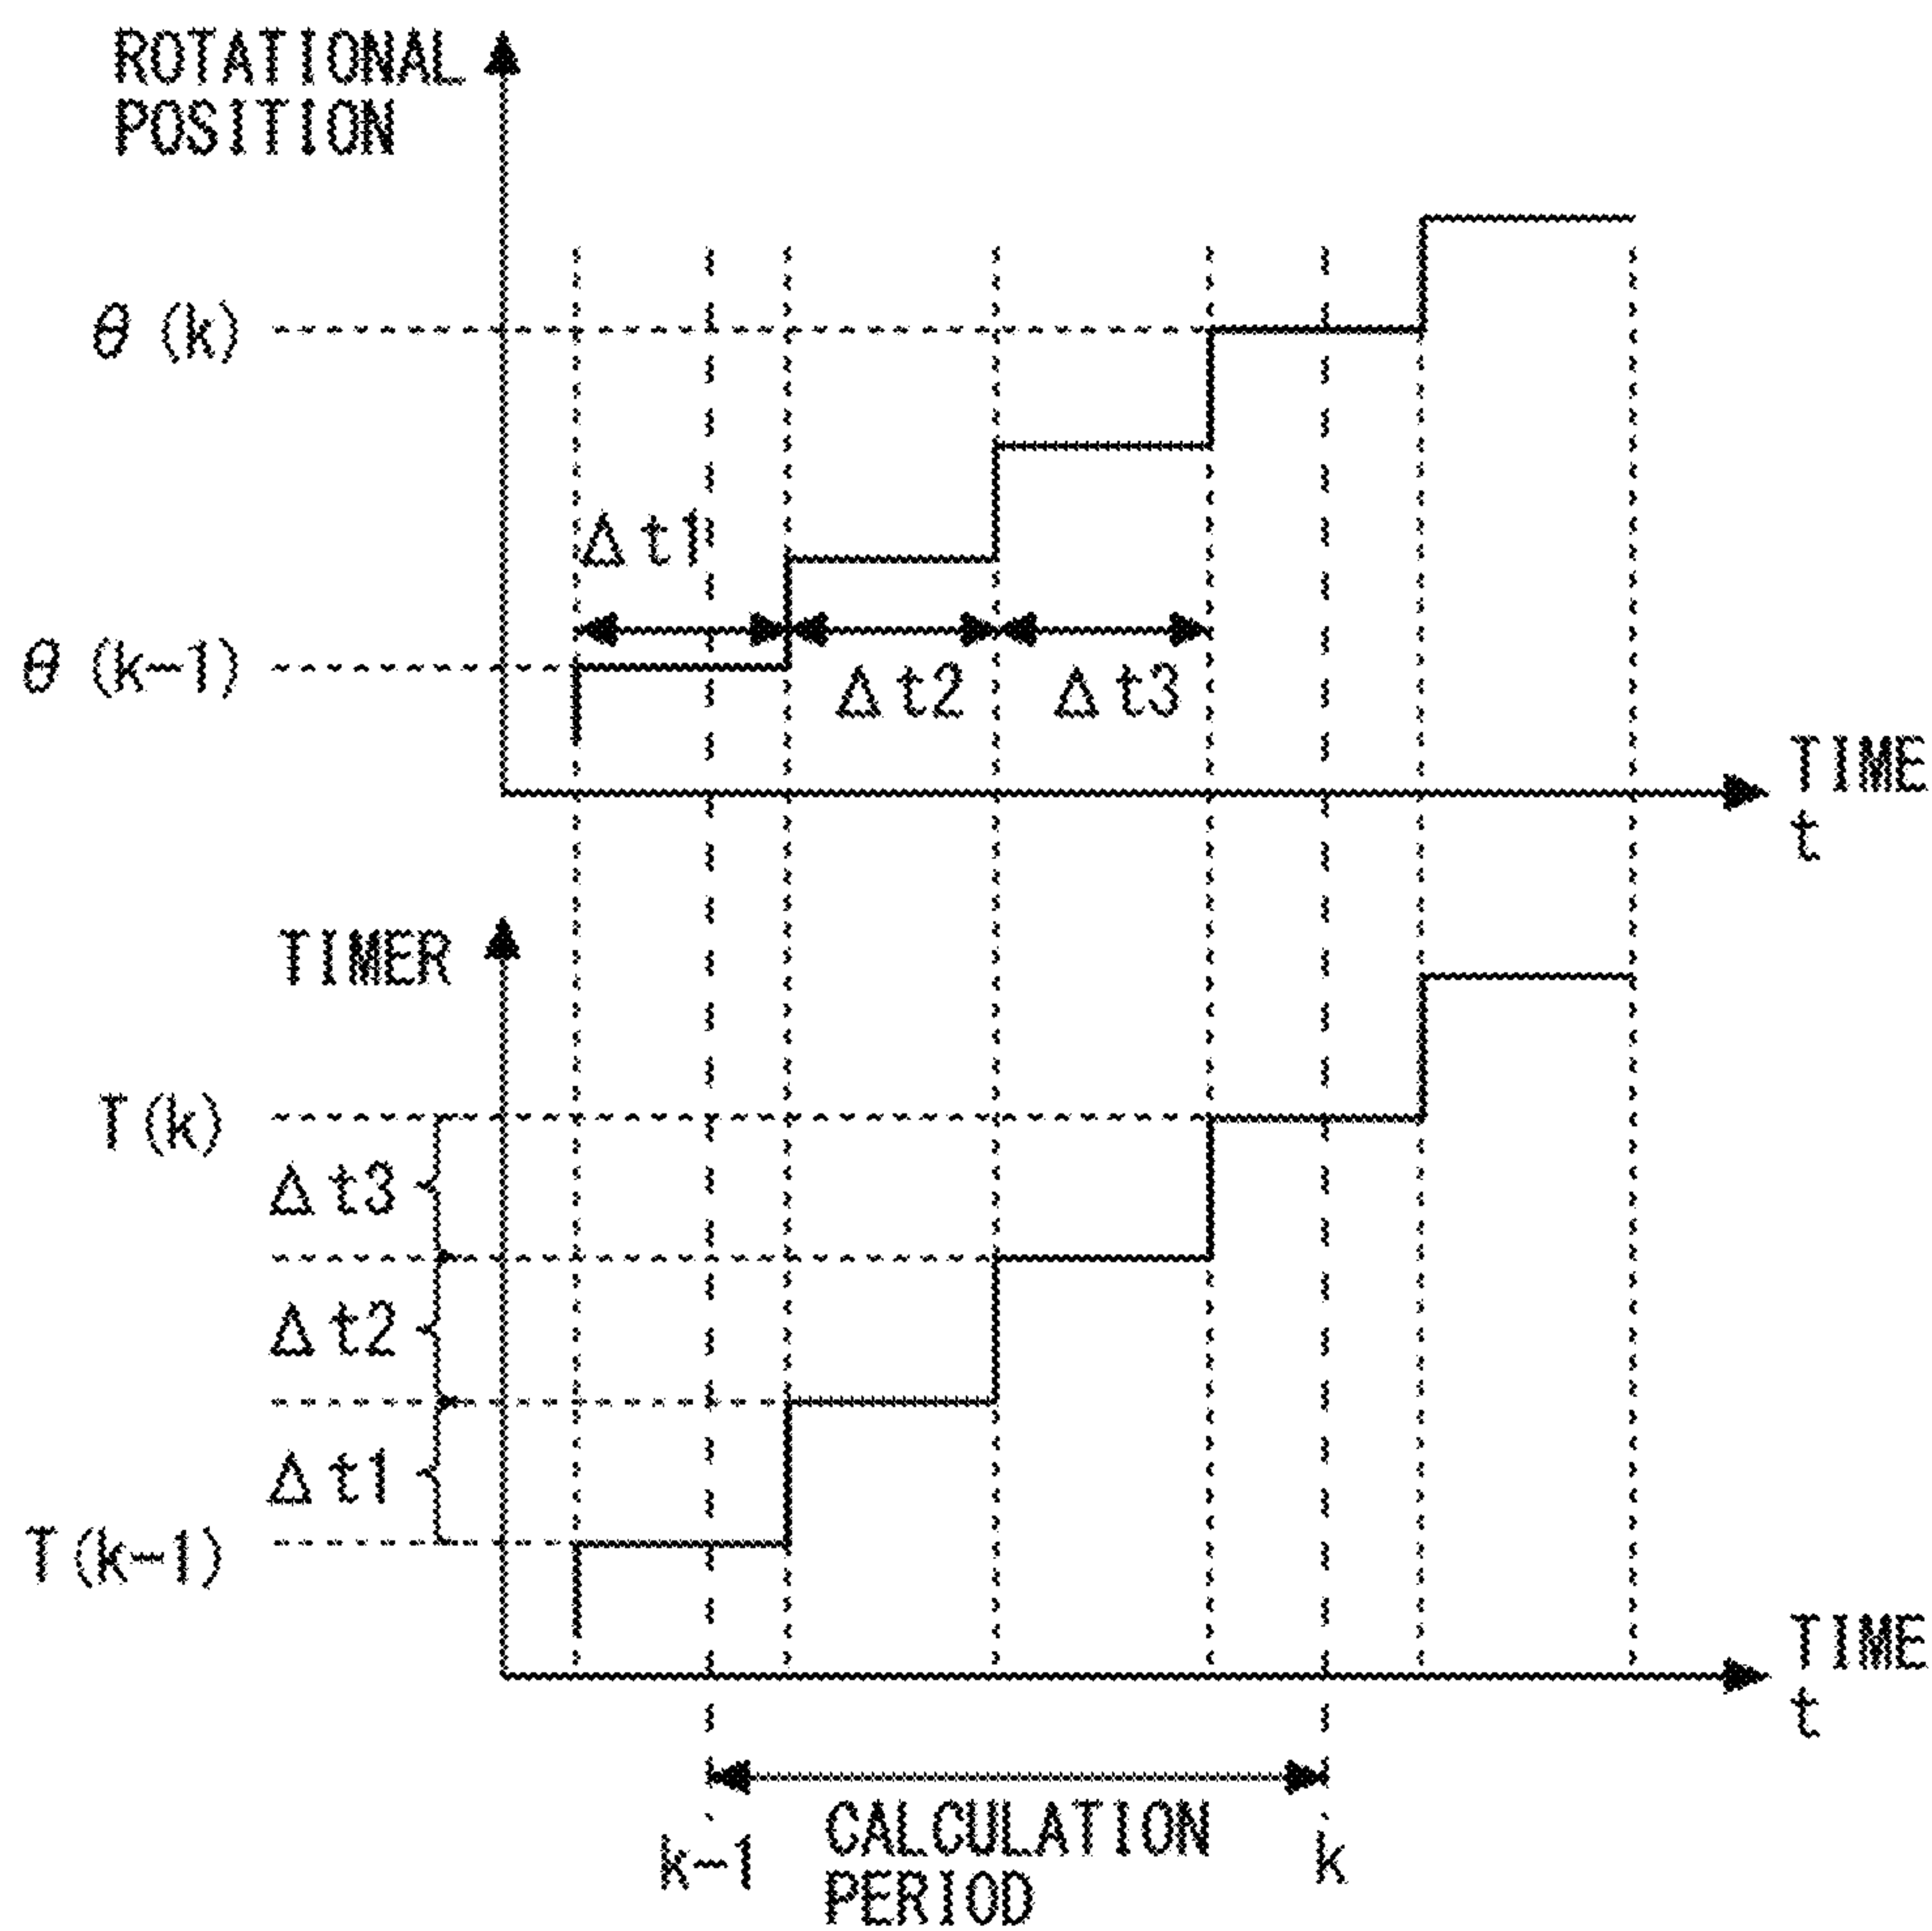 ROTATIONAL
POSITION
θ (k)
Δt1
θ (k-1)
Δt2
Δt3
TIME
t
TIMER
T(k)
Δt3
Δt2
Δt1
T(k-1)
TIME
t
k-1
CALCULATION
PERIOD
k